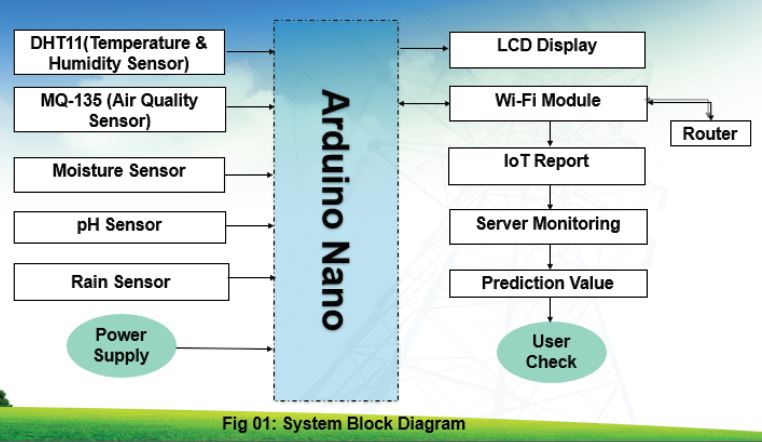 DHT11(Temperature &
Humidity Sensor)
MQ-135 (Air Quality
Sensor)
Moisture Sensor
pH Sensor
Rain Sensor
Power
Supply
Arduino Nano
LCD Display
Wi-Fi Module
Router
IoT Report
Server Monitoring
Prediction Value
User
Check
Fig 01: System Block Diagram